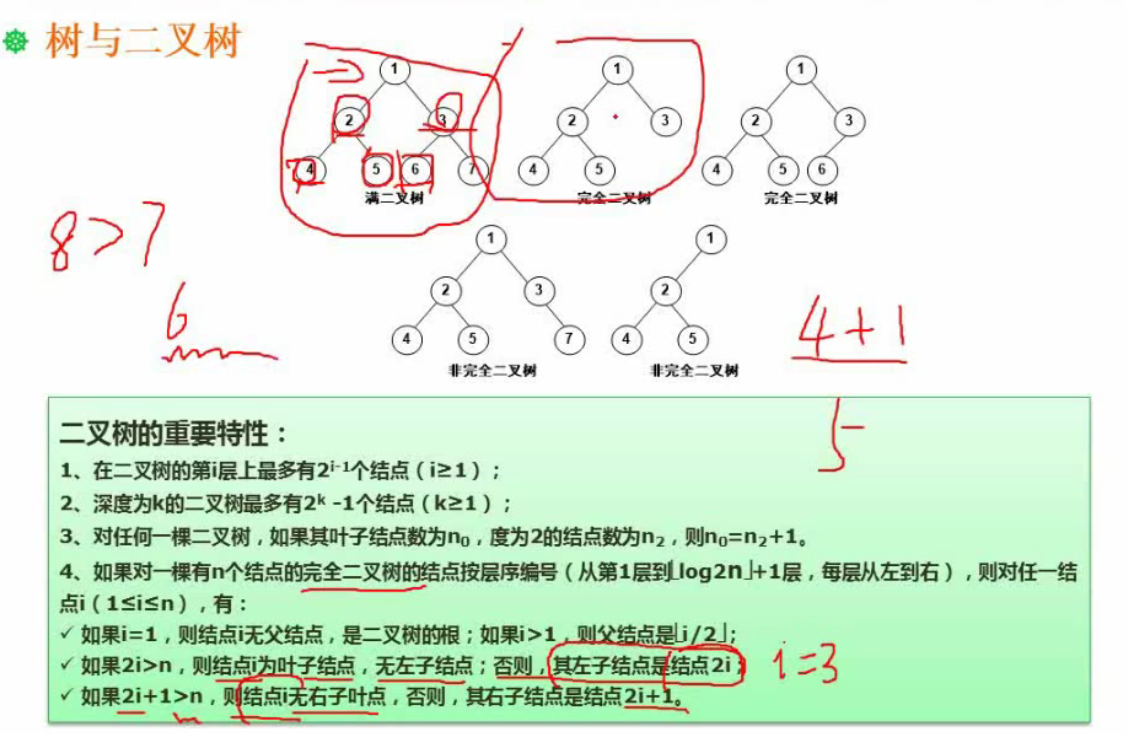 树与二叉树
1
2 3
4 5 6 7
满二叉树
1
2 3
4 5
完全二叉树
1
2 3
4 5 6
完全二叉树
8>7
6
1
2 3
4 5 7
非完全二叉树
1
2
4 5
非完全二叉树
4+1
5
二叉树的重要特性：
1、在二叉树的第i层上最多有2^i-1个结点（i≥1）；
2、深度为k的二叉树最多有2^k -1个结点（k≥1）；
3、对任何一棵二叉树，如果其叶子结点数为n₀，度为2的结点数为n₂，则n₀=n₂+1。
4、如果对一棵有n个结点的完全二叉树的结点按层序编号（从第1层到⌊log2n⌋+1层，每层从左到右），则对任一结
点i（1≤i≤n），有：
✓ 如果i=1，则结点i无父结点，是二叉树的根；如果i>1，则父结点是⌊i/2⌋；
✓ 如果2i>n，则结点i为叶子结点，无左子结点；否则，其左子结点是结点2i；
i=3
✓ 如果2i+1>n，则结点i无右子叶点，否则，其右子结点是结点2i+1。